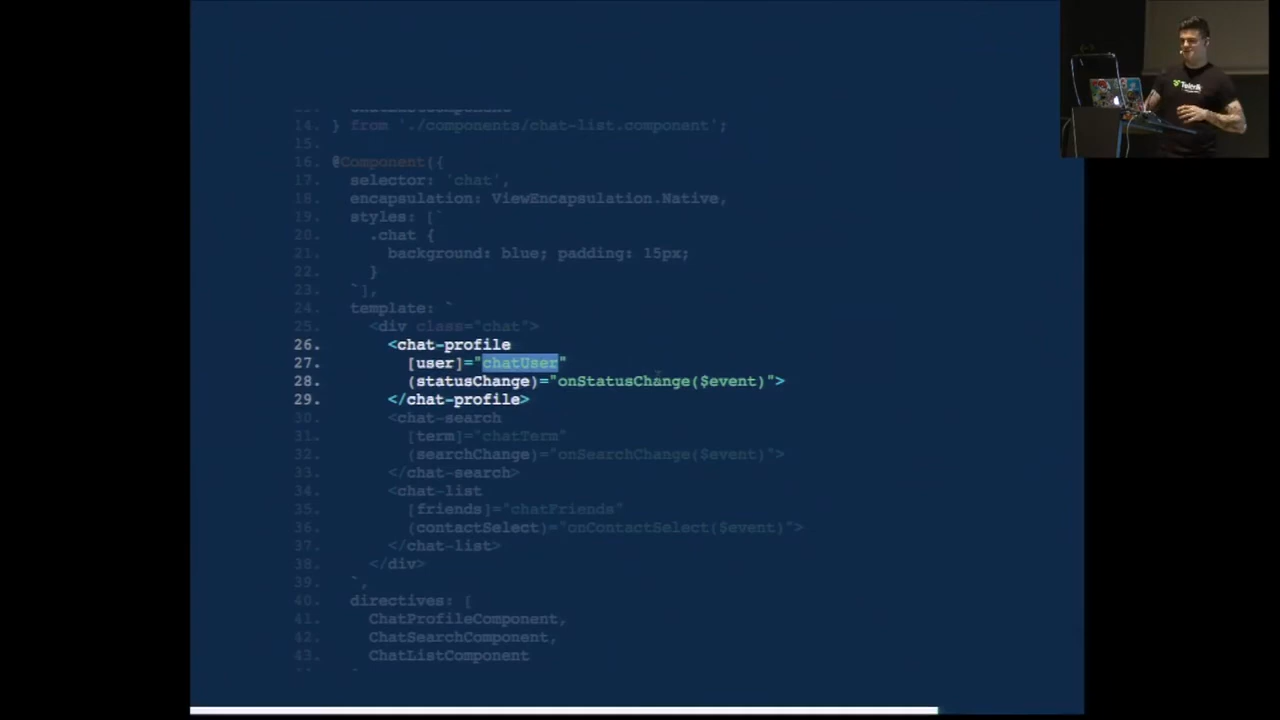 14. } from './components/chat-list.component';
15.
16. @Component({
17. selector: 'chat',
18. encapsulation: ViewEncapsulation.Native,
19. styles: [`
20. .chat {
21. background: blue; padding: 15px;
22. }
23. `],
24. template: `
25. <div class="chat">
26. <chat-profile
27. [user]="chatUser"
28. (statusChange)="onStatusChange($event)">
29. </chat-profile>
30. <chat-search
31. [term]="chatTerm"
32. (searchChange)="onSearchChange($event)">
33. </chat-search>
34. <chat-list
35. [friends]="chatFriends"
36. (contactSelect)="onContactSelect($event)">
37. </chat-list>
38. </div>
39. `,
40. directives: [
41. ChatProfileComponent,
42. ChatSearchComponent,
43. ChatListComponent
Telerik